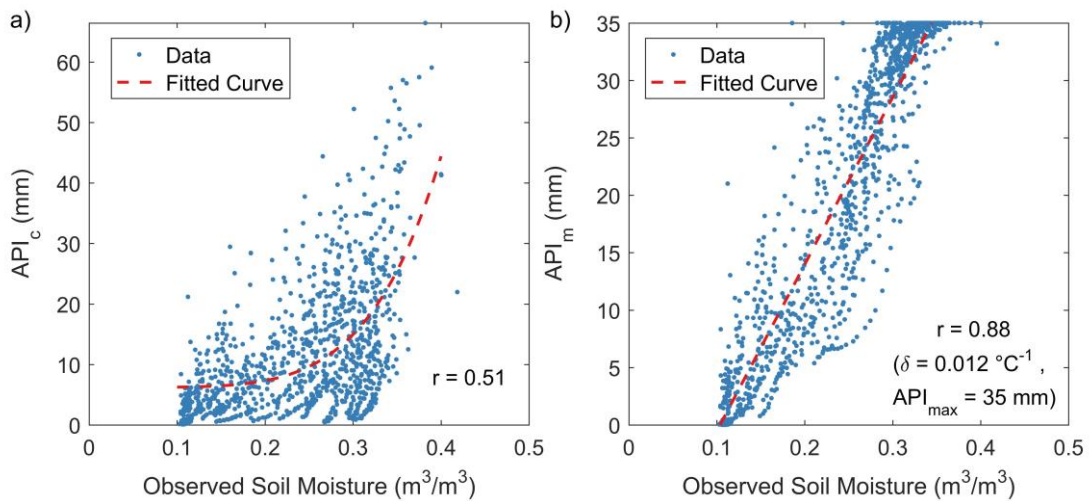 a)
Data
Fitted Curve
API_c (mm)
60
50
40
30
20
10
0
r = 0.51
0 0.1 0.2 0.3 0.4 0.5
Observed Soil Moisture (m³/m³)
b)
Data
Fitted Curve
API_m (mm)
35
30
25
20
15
10
5
0
r = 0.88
(δ = 0.012 °C⁻¹ ,
API_max = 35 mm)
0 0.1 0.2 0.3 0.4 0.5
Observed Soil Moisture (m³/m³)